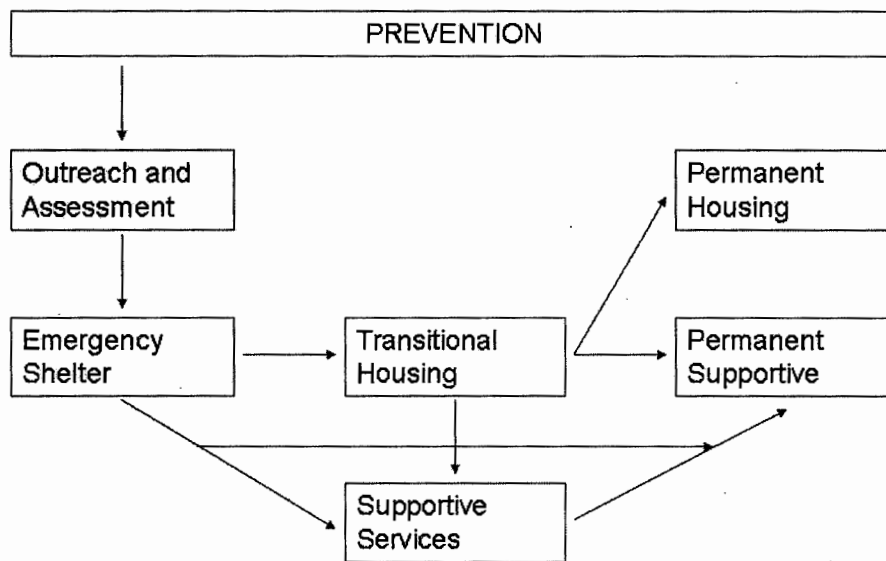 PREVENTION
Outreach and
Assessment
Permanent
Housing
Emergency
Shelter
Transitional
Housing
Permanent
Supportive
Supportive
Services